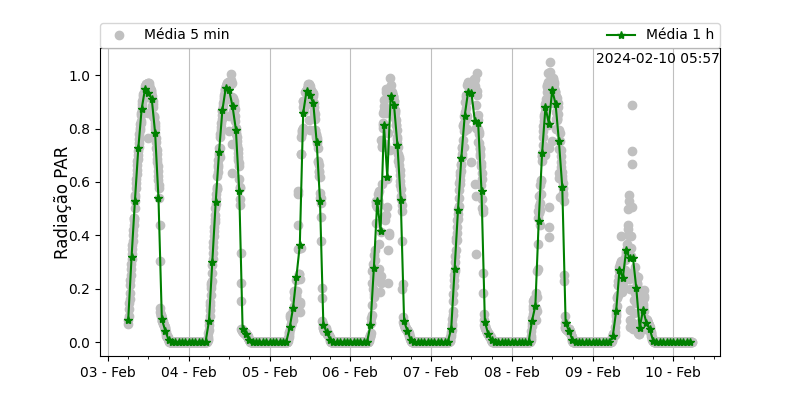 Média 5 min
Média 1 h
2024-02-10 05:57
1.0
0.8
0.6
0.4
0.2
0.0
Radiação PAR
03 - Feb
04 - Feb
05 - Feb
06 - Feb
07 - Feb
08 - Feb
09 - Feb
10 - Feb